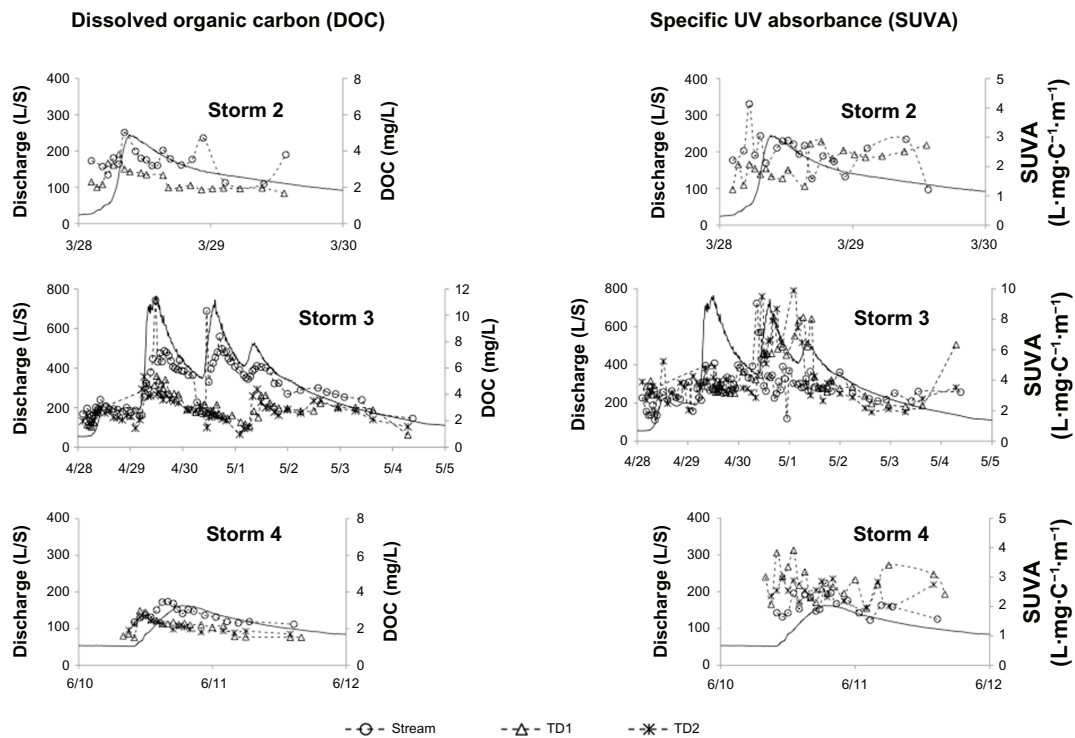 Dissolved organic carbon (DOC)
Specific UV absorbance (SUVA)
Storm 2
Discharge (L/S)
400
300
200
100
0
8
6
4
2
0
DOC (mg/L)
3/28 3/29 3/30
Storm 2
Discharge (L/S)
400
300
200
100
0
5
4
3
2
1
0
SUVA
(L·mg·C⁻¹·m⁻¹)
3/28 3/29 3/30
Storm 3
Discharge (L/S)
800
600
400
200
0
12
10
8
6
4
2
0
DOC (mg/L)
4/28 4/29 4/30 5/1 5/2 5/3 5/4 5/5
Storm 3
Discharge (L/S)
800
600
400
200
0
10
8
6
4
2
0
SUVA
(L·mg·C⁻¹·m⁻¹)
4/28 4/29 4/30 5/1 5/2 5/3 5/4 5/5
Storm 4
Discharge (L/S)
400
300
200
100
0
8
6
4
2
0
DOC (mg/L)
6/10 6/11 6/12
Storm 4
Discharge (L/S)
400
300
200
100
0
5
4
3
2
1
0
SUVA
(L·mg·C⁻¹·m⁻¹)
6/10 6/11 6/12
Stream TD1 TD2